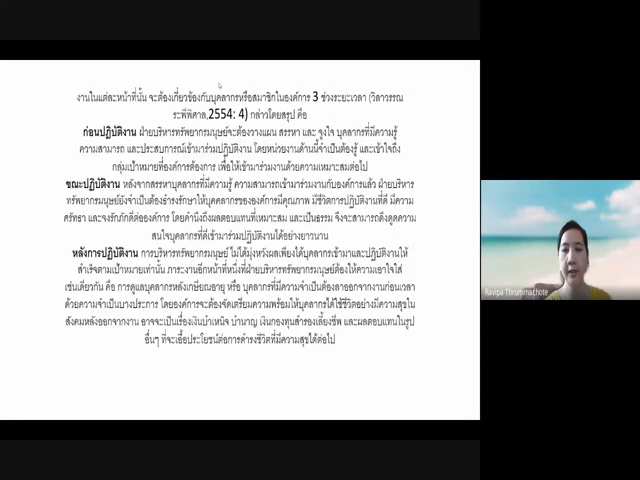 งานในแต่ละหน้าที่นั้น จะต้องเกี่ยวข้องกับบุคลากรหรือสมาชิกในองค์การ 3 ช่วงระยะเวลา (วิลาวรรณ
รพีพิศาล,2554: 4) กล่าวโดยสรุป คือ
ก่อนปฏิบัติงาน ฝ่ายบริหารทรัพยากรมนุษย์จะต้องวางแผน สรรหา และ จูงใจ บุคลากรที่มีความรู้
ความสามารถ และประสบการณ์เข้ามาร่วมปฏิบัติงาน โดยหน่วยงานด้านนี้จำเป็นต้องรู้ และเข้าใจถึง
กลุ่มเป้าหมายที่องค์การต้องการ เพื่อให้เข้ามาร่วมงานด้วยความเหมาะสมต่อไป
ขณะปฏิบัติงาน หลังจากสรรหาบุคลากรที่มีความรู้ ความสามารถเข้ามาร่วมงานกับองค์การแล้ว ฝ่ายบริหาร
ทรัพยากรมนุษย์ยังจำเป็นต้องธำรงรักษาให้บุคคลากรขององค์การมีคุณภาพ มีชีวิตการปฏิบัติงานที่ดี มีความ
ศรัทธา และจงรักภักดีต่อองค์การ โดยคำนึงถึงผลตอบแทนที่เหมาะสม และเป็นธรรม จึงจะสามารถดึงดูดความ
สนใจบุคลากรที่ดีเข้ามาร่วมปฏิบัติงานได้อย่างยาวนาน
หลังการปฏิบัติงาน การบริหารทรัพยากรมนุษย์ ไม่ได้มุ่งหวังผลเพียงได้บุคลากรเข้ามาและปฏิบัติงานให้
สำเร็จตามเป้าหมายเท่านั้น ภาระงานอีกหน้าที่หนึ่งที่ฝ่ายบริหารทรัพยากรมนุษย์ต้องให้ความเอาใจใส่
เช่นเดียวกัน คือ การดูแลบุคลากรหลังเกษียณอายุ หรือ บุคลากรที่มีความจำเป็นต้องลาออกจากงานก่อนเวลา
ด้วยความจำเป็นบางประการ โดยองค์การจะต้องจัดเตรียมความพร้อมให้บุคลากรได้ใช้ชีวิตอย่างมีความสุขใน
สังคมหลังออกจากงาน อาจจะเป็นเรื่องเงินบำเหน็จ บำนาญ เงินกองทุนสำรองเลี้ยงชีพ และผลตอบแทนในรูป
อื่นๆ ที่จะเอื้อประโยชน์ต่อการดำรงชีวิตที่มีความสุขได้ต่อไป
Ravipa Thrummachote